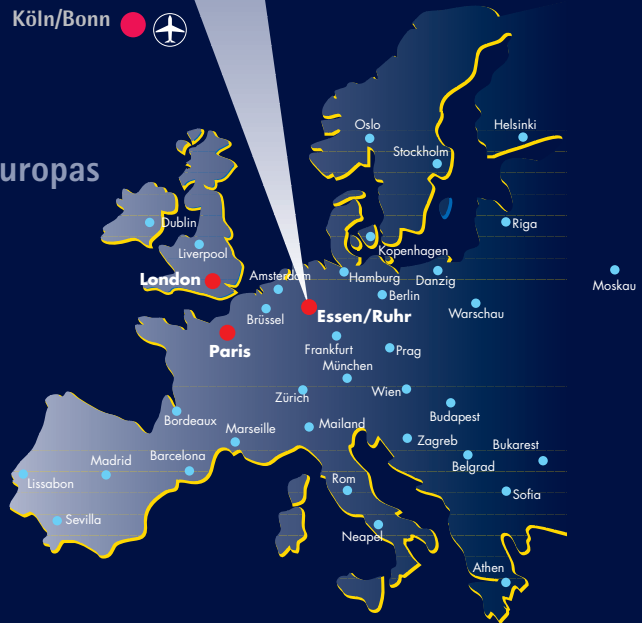 Köln/Bonn
uropas
Oslo
Helsinki
Stockholm
Dublin
Riga
Liverpool
Kopenhagen
London
Amsterdam
Hamburg
Danzig
Moskau
Berlin
Brüssel
Essen/Ruhr
Warschau
Paris
Frankfurt
Prag
München
Zürich
Wien
Bordeaux
Budapest
Marseille
Mailand
Zagreb
Bukarest
Madrid
Barcelona
Belgrad
Lissabon
Rom
Sofia
Sevilla
Neapel
Athen